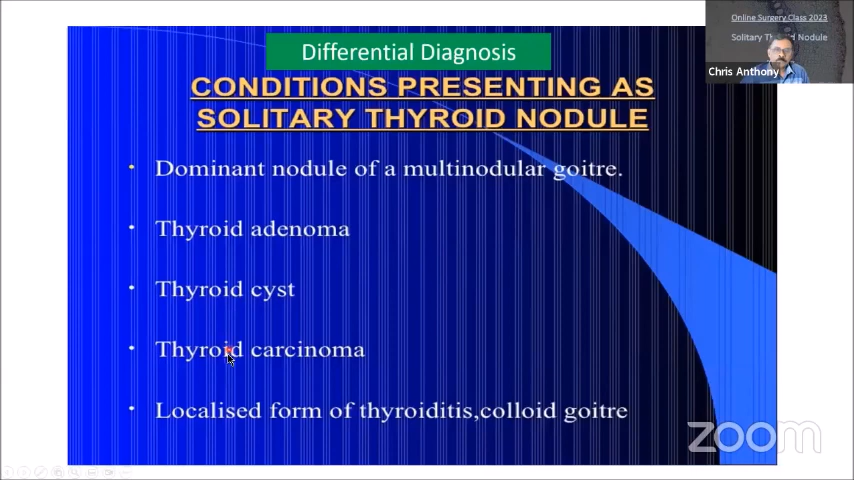 Online Surgery Class 2023
Solitary Thyroid Nodule
Chris Anthony
Differential Diagnosis
CONDITIONS PRESENTING AS
SOLITARY THYROID NODULE
• Dominant nodule of a multinodular goitre.
• Thyroid adenoma
• Thyroid cyst
• Thyroid carcinoma
• Localised form of thyroiditis,colloid goitre
zoom